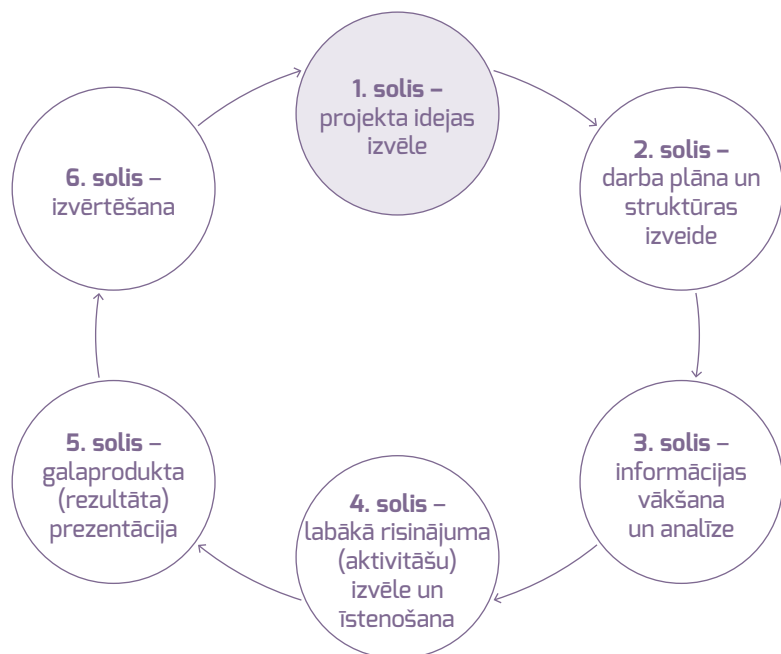 1. solis –
projekta idejas
izvēle
2. solis –
darba plāna un
struktūras
izveide
3. solis –
informācijas
vākšana
un analīze
4. solis –
labākā risinājuma
(aktivitāšu)
izvēle un
īstenošana
5. solis –
galaprodukta
(rezultāta)
prezentācija
6. solis –
izvērtēšana